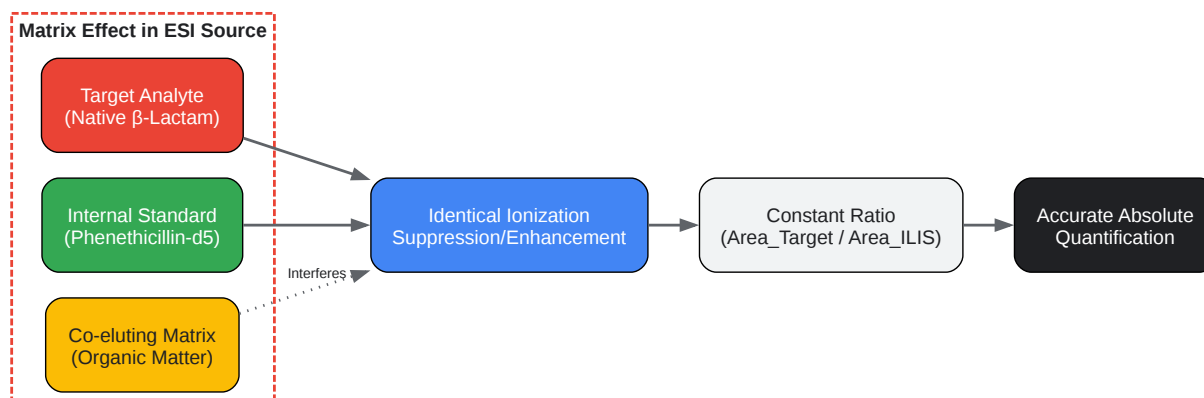 Matrix Effect in ESI Source
Target Analyte
(Native β-Lactam)
Internal Standard
(Phenethicillin-d5)
Co-eluting Matrix
(Organic Matter)
Interferes
Identical Ionization
Suppression/Enhancement
Constant Ratio
(Area_Target / Area_ILIS)
Accurate Absolute
Quantification